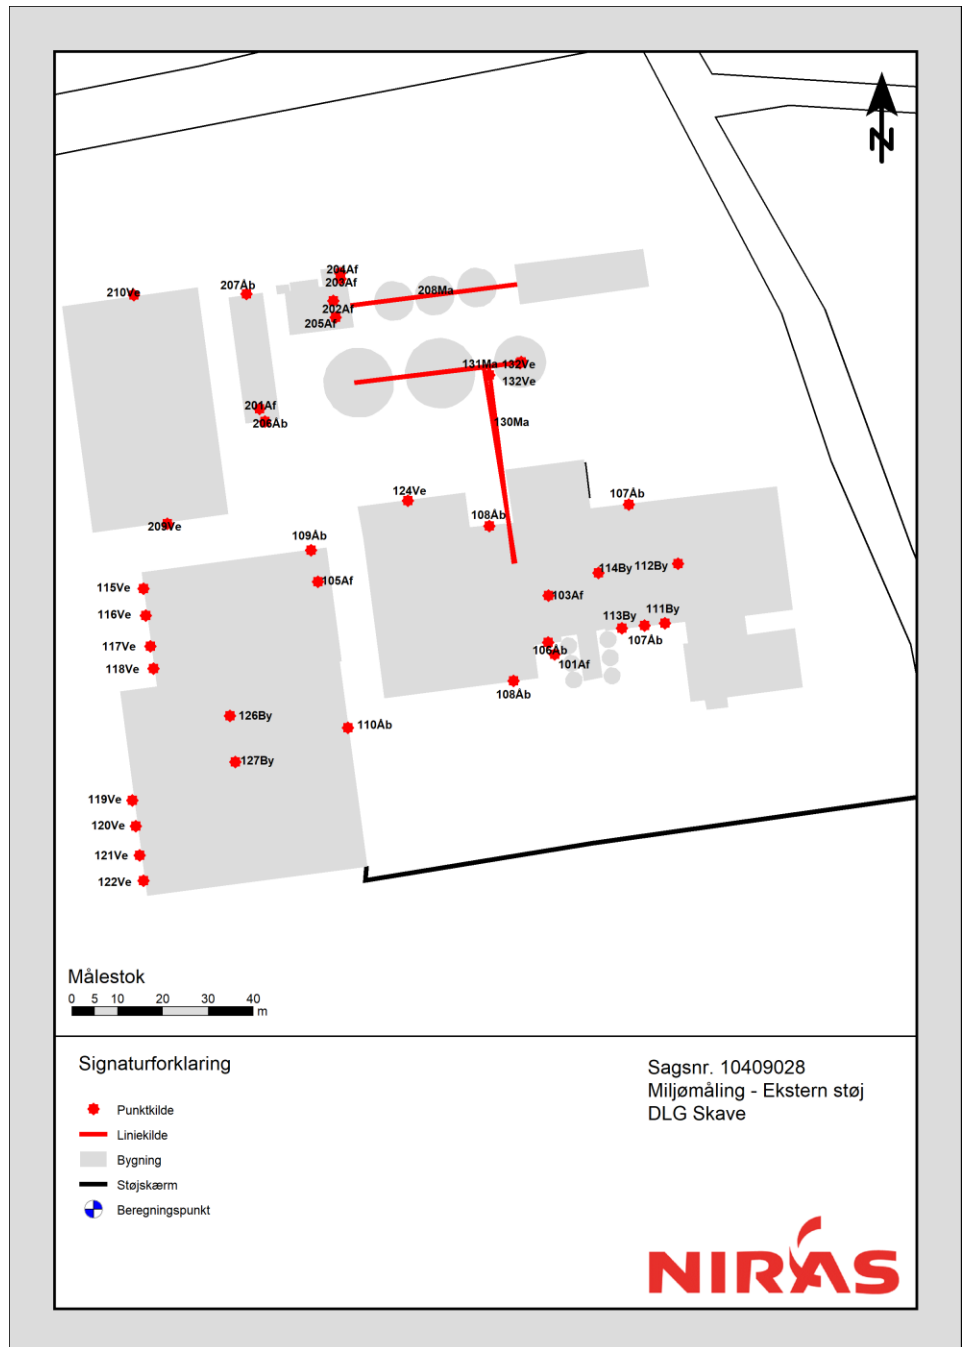 N
204Af
203Af
210Ve
207Åb
208Ma
202Af
205Af
131Ma
132Ve
132Ve
201Af
206Åb
130Ma
124Ve
107Åb
108Åb
209Ve
109Åb
114By
112By
105Af
115Ve
103Af
116Ve
113By
111By
107Åb
117Ve
106Åb
101Af
118Ve
108Åb
126By
110Åb
127By
119Ve
120Ve
121Ve
122Ve
Målestok
0 5 10 20 30 40
m
Signaturforklaring
Punktkilde
Liniekilde
Bygning
Støjskærm
Beregningspunkt
Sagsnr. 10409028
Miljømåling - Ekstern støj
DLG Skave
NIRAS